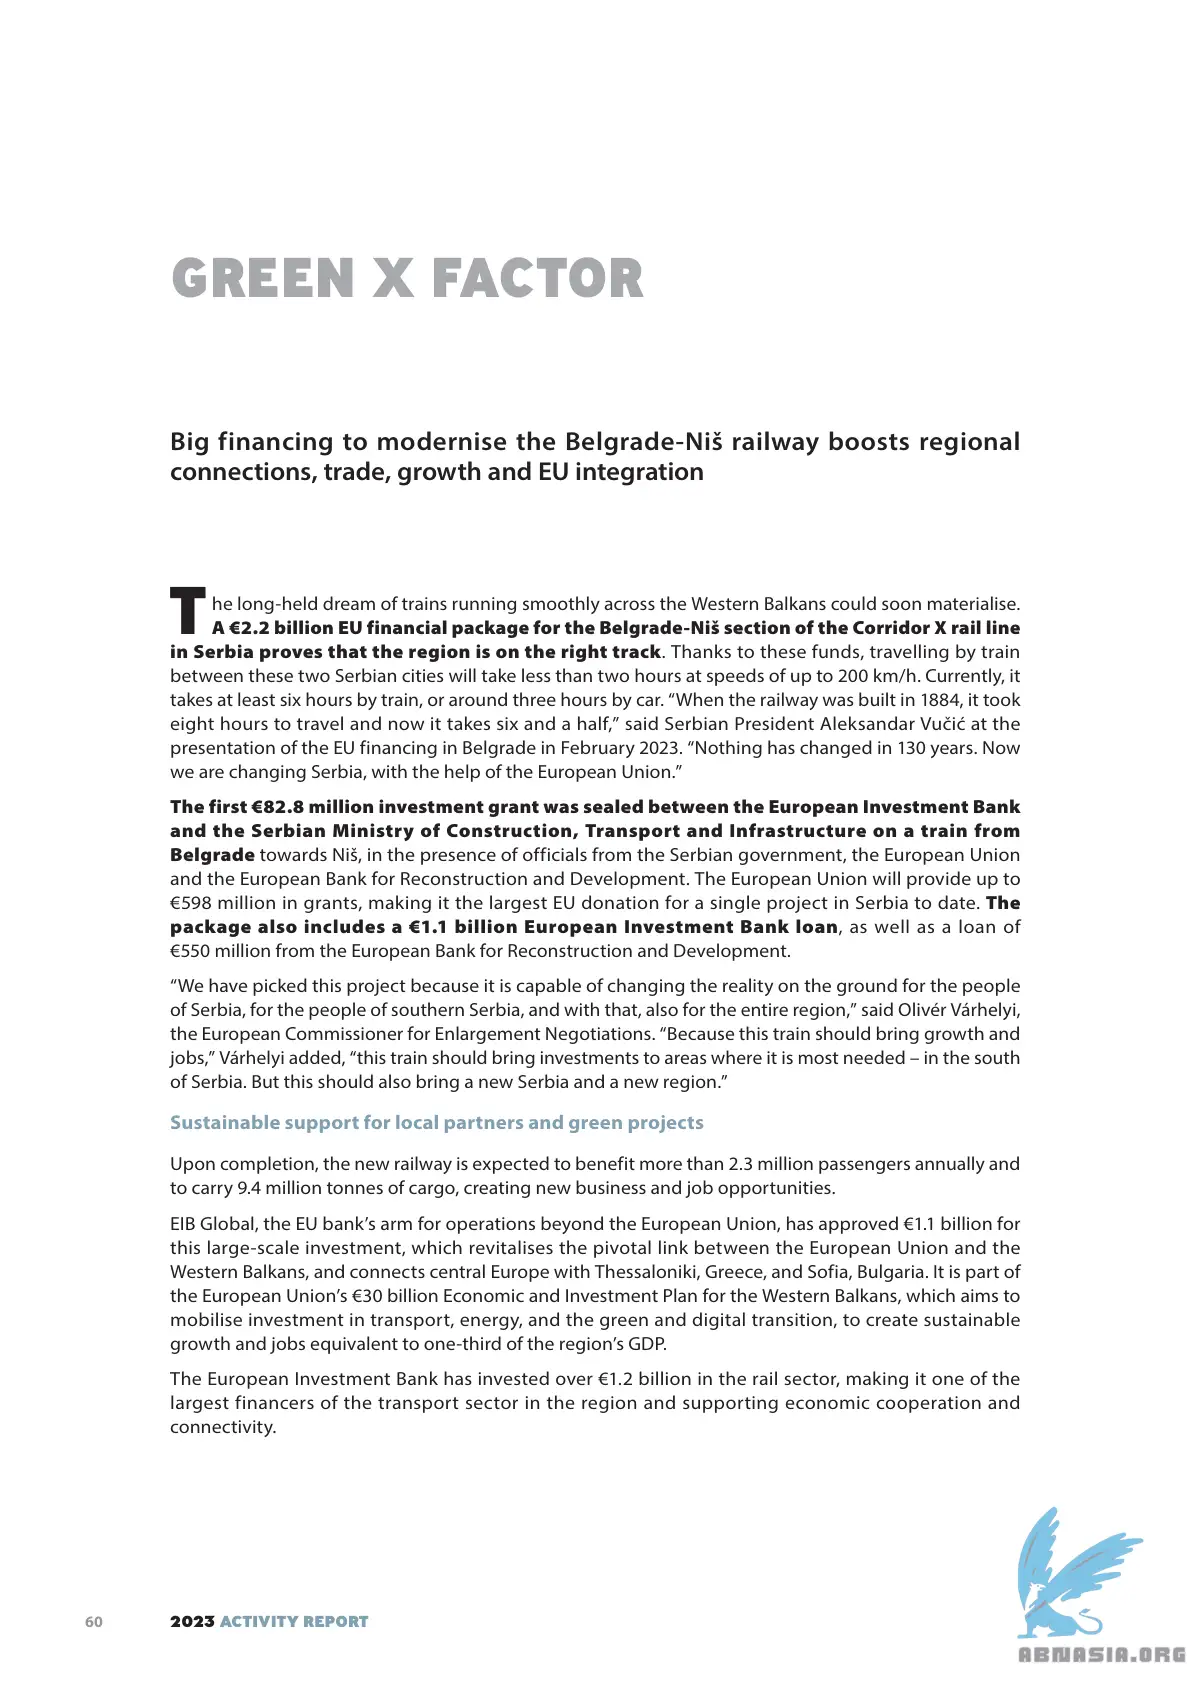 GREEN X FACTOR
Big financing to modernise the Belgrade-Niš railway boosts regional
connections, trade, growth and EU integration
The long-held dream of trains running smoothly across the Western Balkans could soon materialise.
A €2.2 billion EU financial package for the Belgrade-Niš section of the Corridor X rail line
in Serbia proves that the region is on the right track. Thanks to these funds, travelling by train
between these two Serbian cities will take less than two hours at speeds of up to 200 km/h. Currently, it
takes at least six hours by train, or around three hours by car. “When the railway was built in 1884, it took
eight hours to travel and now it takes six and a half,” said Serbian President Aleksandar Vučić at the
presentation of the EU financing in Belgrade in February 2023. “Nothing has changed in 130 years. Now
we are changing Serbia, with the help of the European Union.”
The first €82.8 million investment grant was sealed between the European Investment Bank
and the Serbian Ministry of Construction, Transport and Infrastructure on a train from
Belgrade towards Niš, in the presence of officials from the Serbian government, the European Union
and the European Bank for Reconstruction and Development. The European Union will provide up to
€598 million in grants, making it the largest EU donation for a single project in Serbia to date. The
package also includes a €1.1 billion European Investment Bank loan, as well as a loan of
€550 million from the European Bank for Reconstruction and Development.
“We have picked this project because it is capable of changing the reality on the ground for the people
of Serbia, for the people of southern Serbia, and with that, also for the entire region,” said Olivér Várhelyi,
the European Commissioner for Enlargement Negotiations. “Because this train should bring growth and
jobs,” Várhelyi added, “this train should bring investments to areas where it is most needed – in the south
of Serbia. But this should also bring a new Serbia and a new region.”
Sustainable support for local partners and green projects
Upon completion, the new railway is expected to benefit more than 2.3 million passengers annually and
to carry 9.4 million tonnes of cargo, creating new business and job opportunities.
EIB Global, the EU bank’s arm for operations beyond the European Union, has approved €1.1 billion for
this large-scale investment, which revitalises the pivotal link between the European Union and the
Western Balkans, and connects central Europe with Thessaloniki, Greece, and Sofia, Bulgaria. It is part of
the European Union’s €30 billion Economic and Investment Plan for the Western Balkans, which aims to
mobilise investment in transport, energy, and the green and digital transition, to create sustainable
growth and jobs equivalent to one-third of the region’s GDP.
The European Investment Bank has invested over €1.2 billion in the rail sector, making it one of the
largest financers of the transport sector in the region and supporting economic cooperation and
connectivity.
60 2023 ACTIVITY REPORT
ABNASIA.ORG